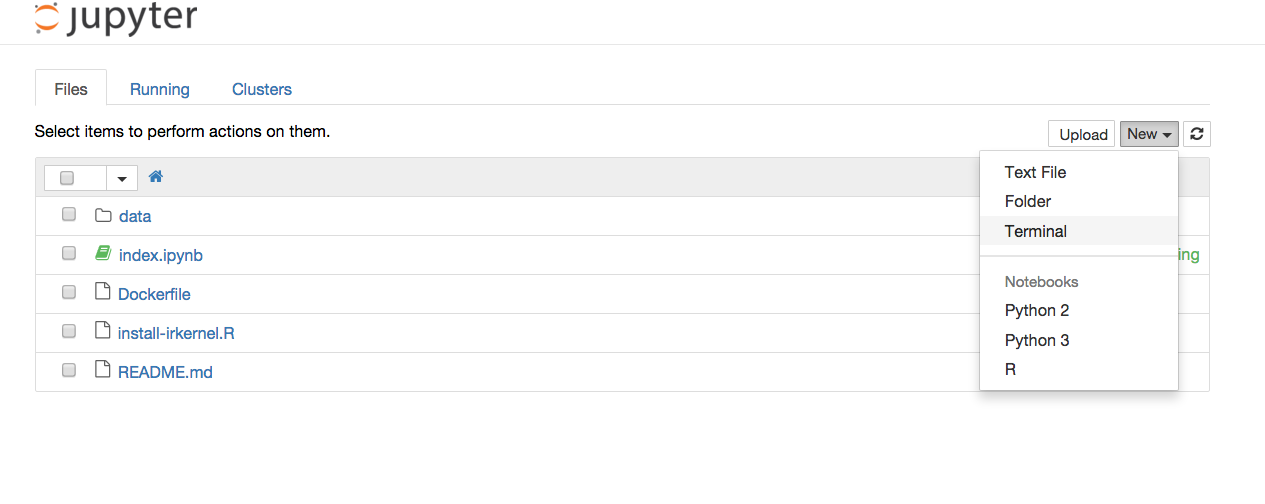 jupyter
Files Running Clusters
Select items to perform actions on them.
Upload New
Text File
Folder
Terminal
Notebooks
Python 2
Python 3
R
data
index.ipynb ing
Dockerfile
install-irkernel.R
README.md